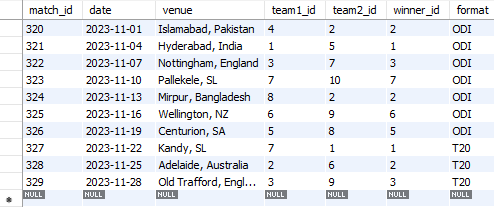 match_id date venue team1_id team2_id winner_id format
320 2023-11-01 Islamabad, Pakistan 4 2 2 ODI
321 2023-11-04 Hyderabad, India 1 5 1 ODI
322 2023-11-07 Nottingham, England 3 7 3 ODI
323 2023-11-10 Pallekele, SL 7 10 7 ODI
324 2023-11-13 Mirpur, Bangladesh 8 2 2 ODI
325 2023-11-16 Wellington, NZ 6 9 6 ODI
326 2023-11-19 Centurion, SA 5 8 5 ODI
327 2023-11-22 Kandy, SL 7 1 1 T20
328 2023-11-25 Adelaide, Australia 2 6 2 T20
329 2023-11-28 Old Trafford, Engl... 3 9 3 T20
NULL NULL NULL NULL NULL NULL NULL